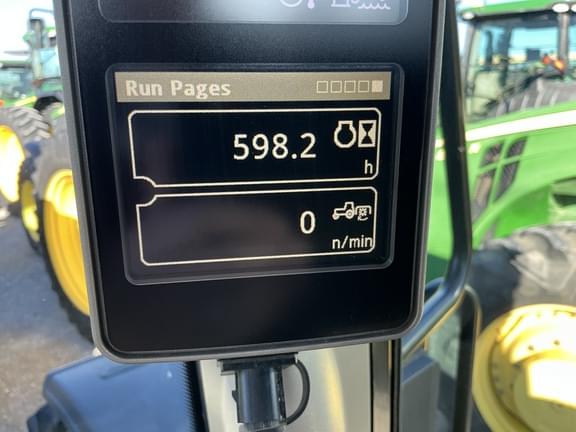 Run Pages
598.2
h
0
n/min